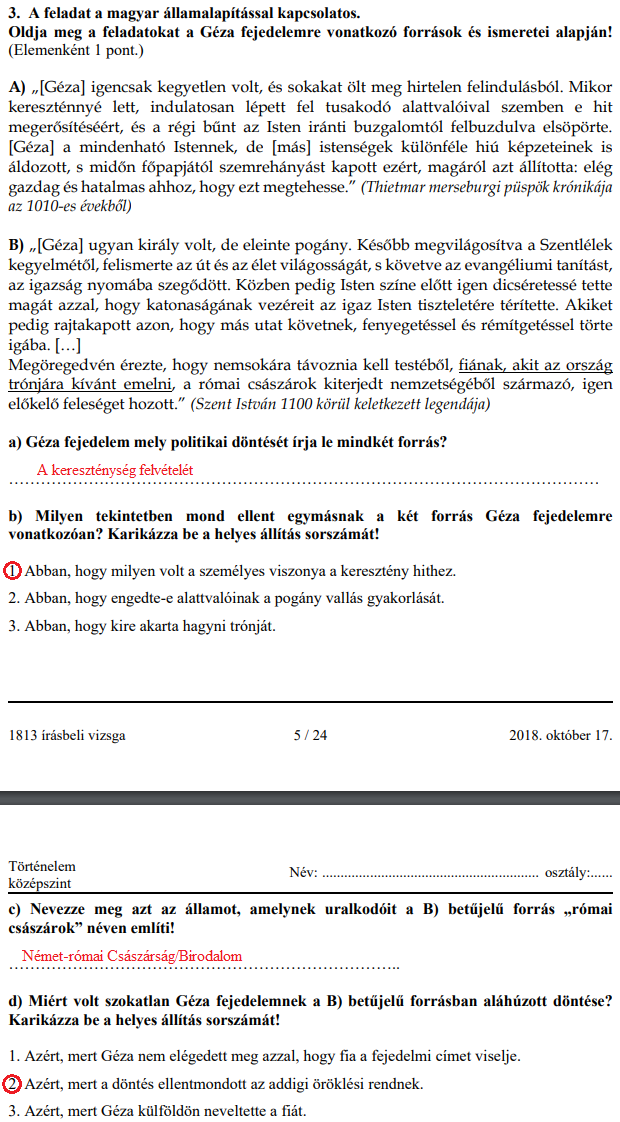 3. A feladat a magyar államalapítással kapcsolatos.
Oldja meg a feladatokat a Géza fejedelemre vonatkozó források és ismeretei alapján!
(Elemenként 1 pont.)
A) „[Géza] igencsak kegyetlen volt, és sokakat ölt meg hirtelen felindulásból. Mikor
kereszténnyé lett, indulatosan lépett fel tusakodó alattvalóival szemben e hit
megerősítéséért, és a régi bűnt az Isten iránti buzgalomtól felbuzdulva elsöpörte.
[Géza] a mindenható Istennek, de [más] istenségek különféle hiú képzeteinek is
áldozott, s midőn főpapjától szemrehányást kapott ezért, magáról azt állította: elég
gazdag és hatalmas ahhoz, hogy ezt megtehesse.” (Thietmar merseburgi püspök krónikája
az 1010-es évekből)
B) „[Géza] ugyan király volt, de eleinte pogány. Később megvilágosítva a Szentlélek
kegyelmétől, felismerte az út és az élet világosságát, s követve az evangéliumi tanítást,
az igazság nyomába szegődött. Közben pedig Isten színe előtt igen dicséretessé tette
magát azzal, hogy katonaságának vezéreit az igaz Isten tiszteletére térítette. Akiket
pedig rajtakapott azon, hogy más utat követnek, fenyegetéssel és rémítgetéssel törte
igába. […]
Megöregedvén érezte, hogy nemsokára távoznia kell testéből, fiának, akit az ország
trónjára kívánt emelni, a római császárok kiterjedt nemzetségéből származó, igen
előkelő feleséget hozott.” (Szent István 1100 körül keletkezett legendája)
a) Géza fejedelem mely politikai döntését írja le mindkét forrás?
A kereszténység felvételét
b) Milyen tekintetben mond ellent egymásnak a két forrás Géza fejedelemre
vonatkozóan? Karikázza be a helyes állítás sorszámát!
1. Abban, hogy milyen volt a személyes viszonya a keresztény hithez.
2. Abban, hogy engedte-e alattvalóinak a pogány vallás gyakorlását.
3. Abban, hogy kire akarta hagyni trónját.
1813 írásbeli vizsga 5 / 24 2018. október 17.
Történelem
középszint
Név: ........................................................... osztály:......
c) Nevezze meg azt az államot, amelynek uralkodóit a B) betűjelű forrás „római
császárok” néven említi!
Német-római Császárság/Birodalom
d) Miért volt szokatlan Géza fejedelemnek a B) betűjelű forrásban aláhúzott döntése?
Karikázza be a helyes állítás sorszámát!
1. Azért, mert Géza nem elégedett meg azzal, hogy fia a fejedelmi címet viselje.
2. Azért, mert a döntés ellentmondott az addigi öröklési rendnek.
3. Azért, mert Géza külföldön neveltette a fiát.